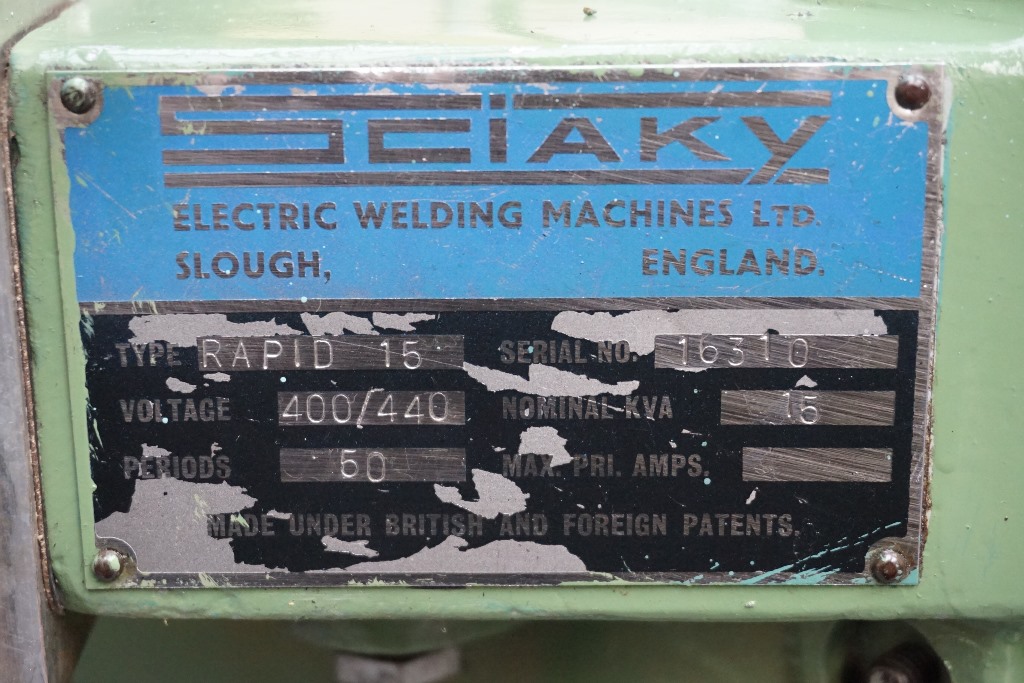 SCIAKY
ELECTRIC WELDING MACHINES LTD.
SLOUGH, ENGLAND.
TYPE RAPID 15 SERIAL NO. 16310
VOLTAGE 400/440 NOMINAL KVA 15
PERIODS 50 MAX. PRI. AMPS.
MADE UNDER BRITISH AND FOREIGN PATENTS.